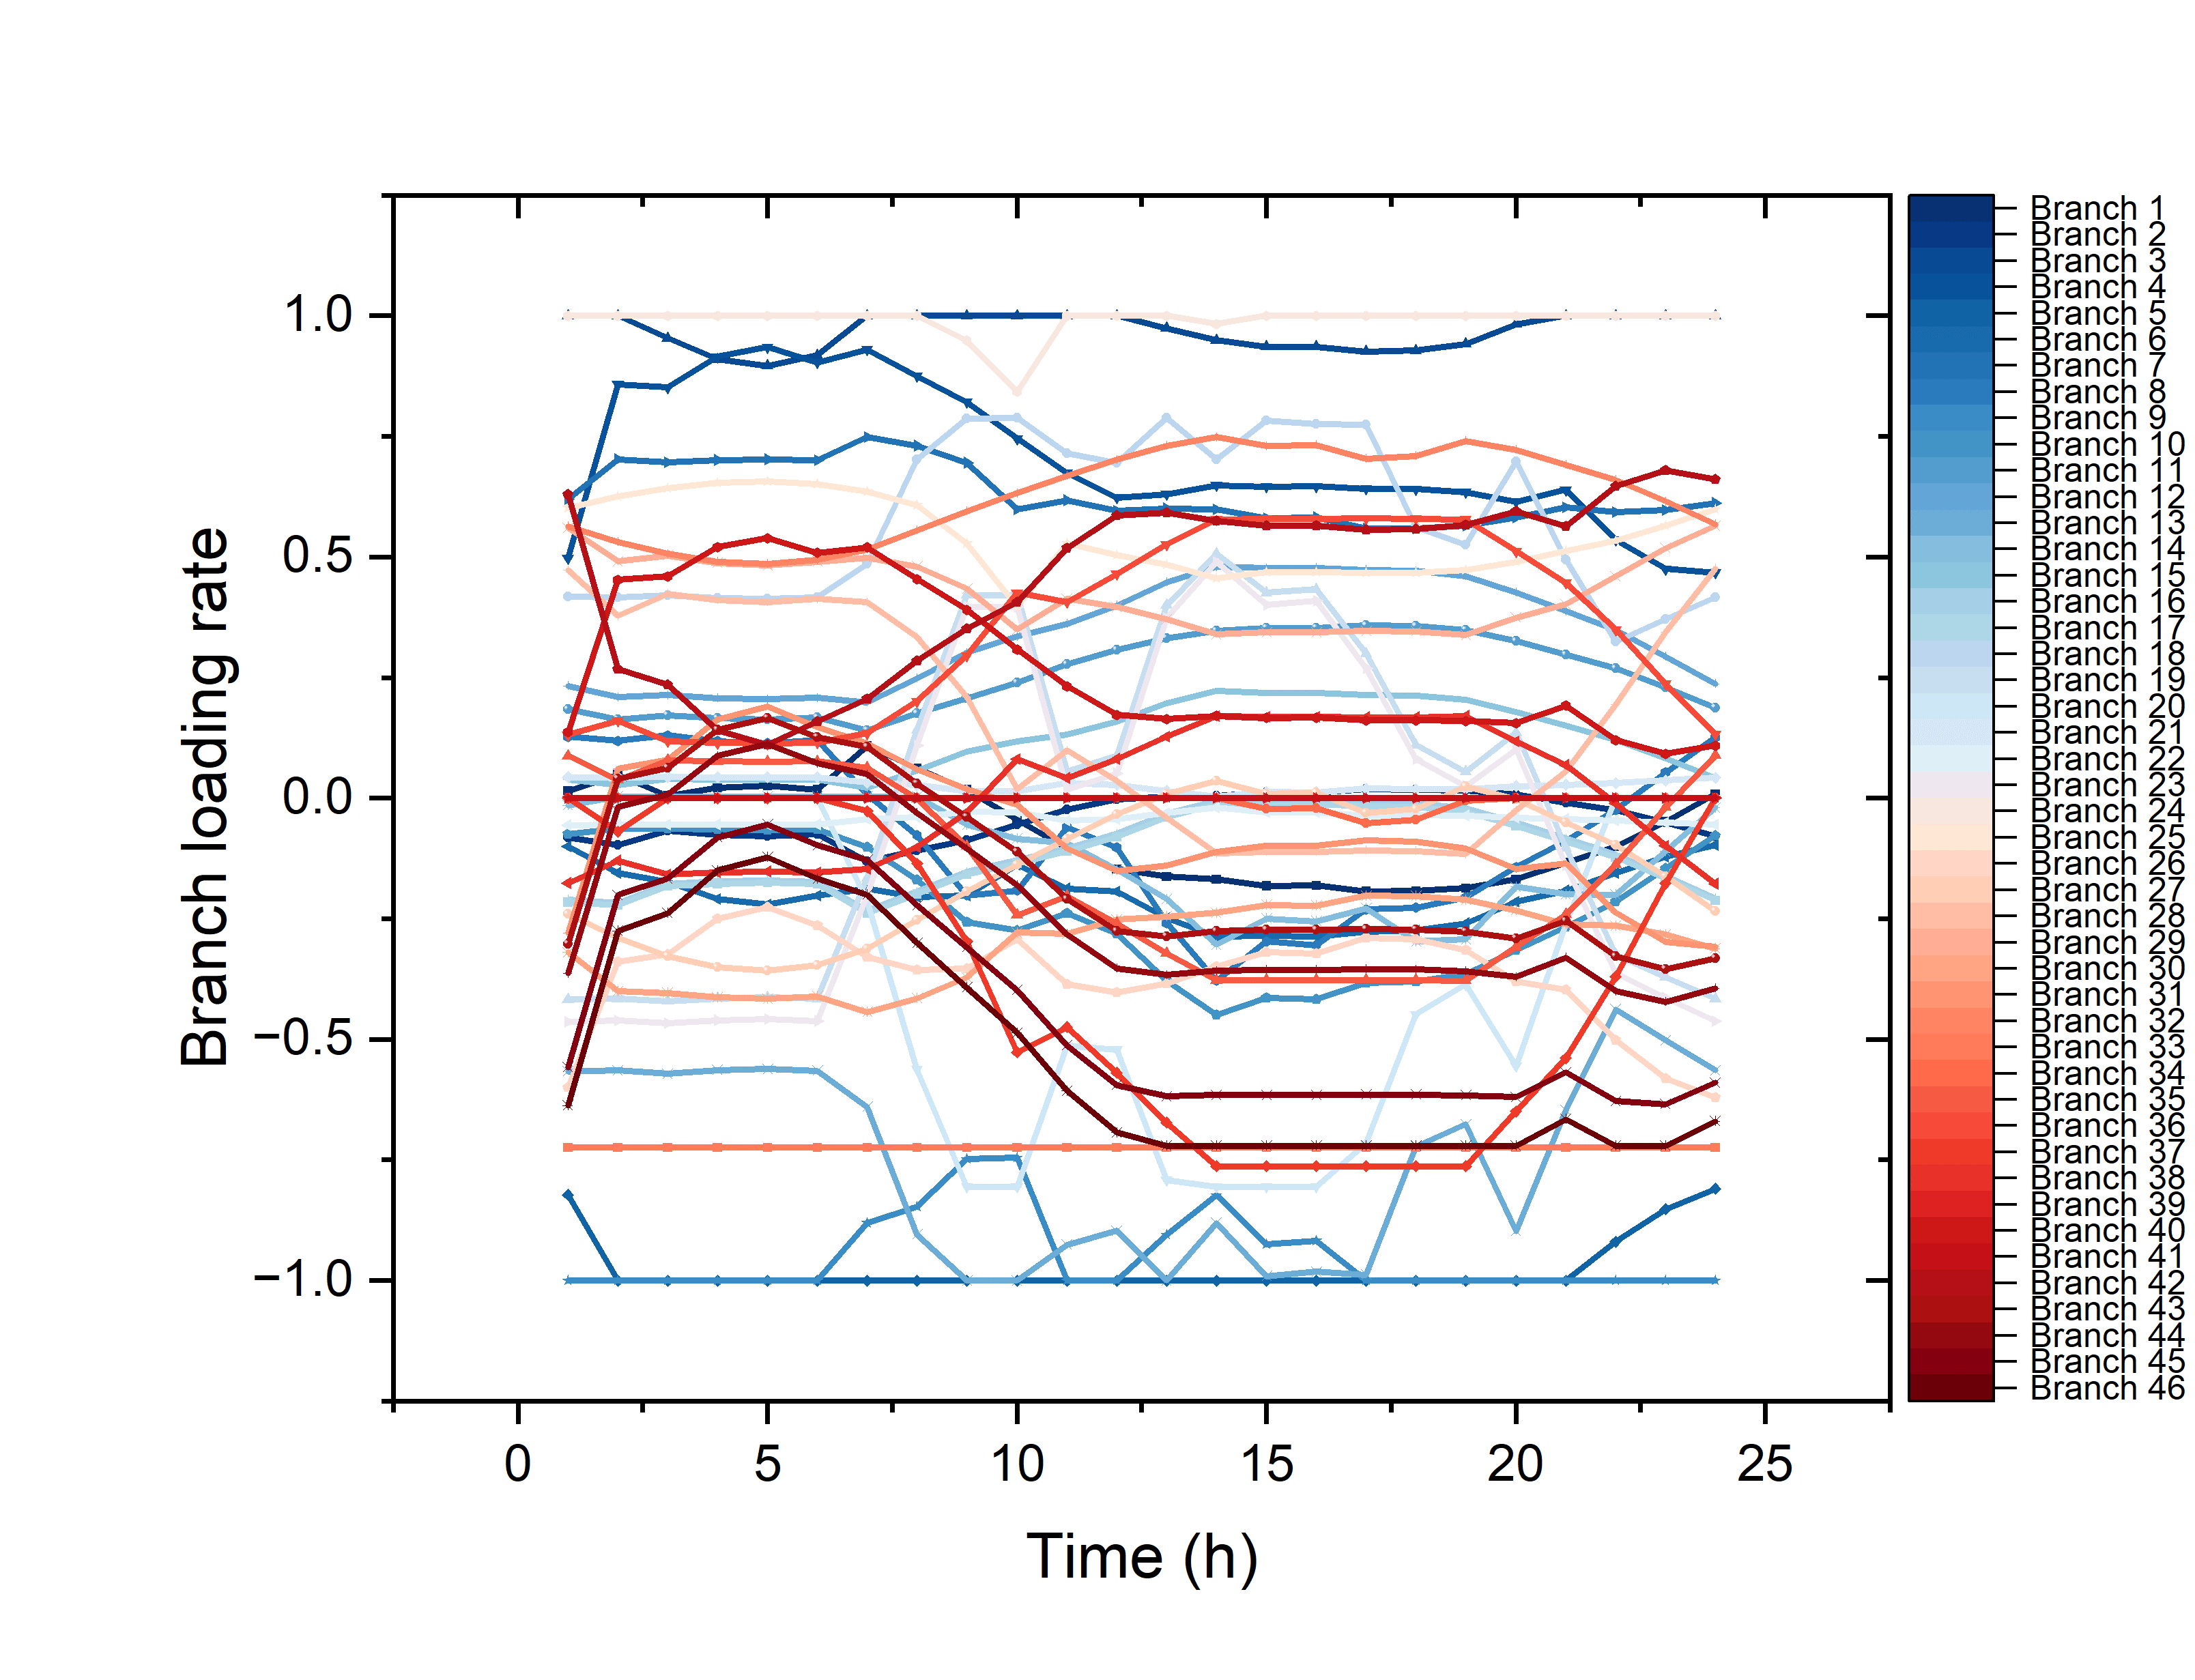 Branch loading rate
1.0
0.5
0.0
−0.5
−1.0
0 5 10 15 20 25
Time (h)
Branch 1
Branch 2
Branch 3
Branch 4
Branch 5
Branch 6
Branch 7
Branch 8
Branch 9
Branch 10
Branch 11
Branch 12
Branch 13
Branch 14
Branch 15
Branch 16
Branch 17
Branch 18
Branch 19
Branch 20
Branch 21
Branch 22
Branch 23
Branch 24
Branch 25
Branch 26
Branch 27
Branch 28
Branch 29
Branch 30
Branch 31
Branch 32
Branch 33
Branch 34
Branch 35
Branch 36
Branch 37
Branch 38
Branch 39
Branch 40
Branch 41
Branch 42
Branch 43
Branch 44
Branch 45
Branch 46